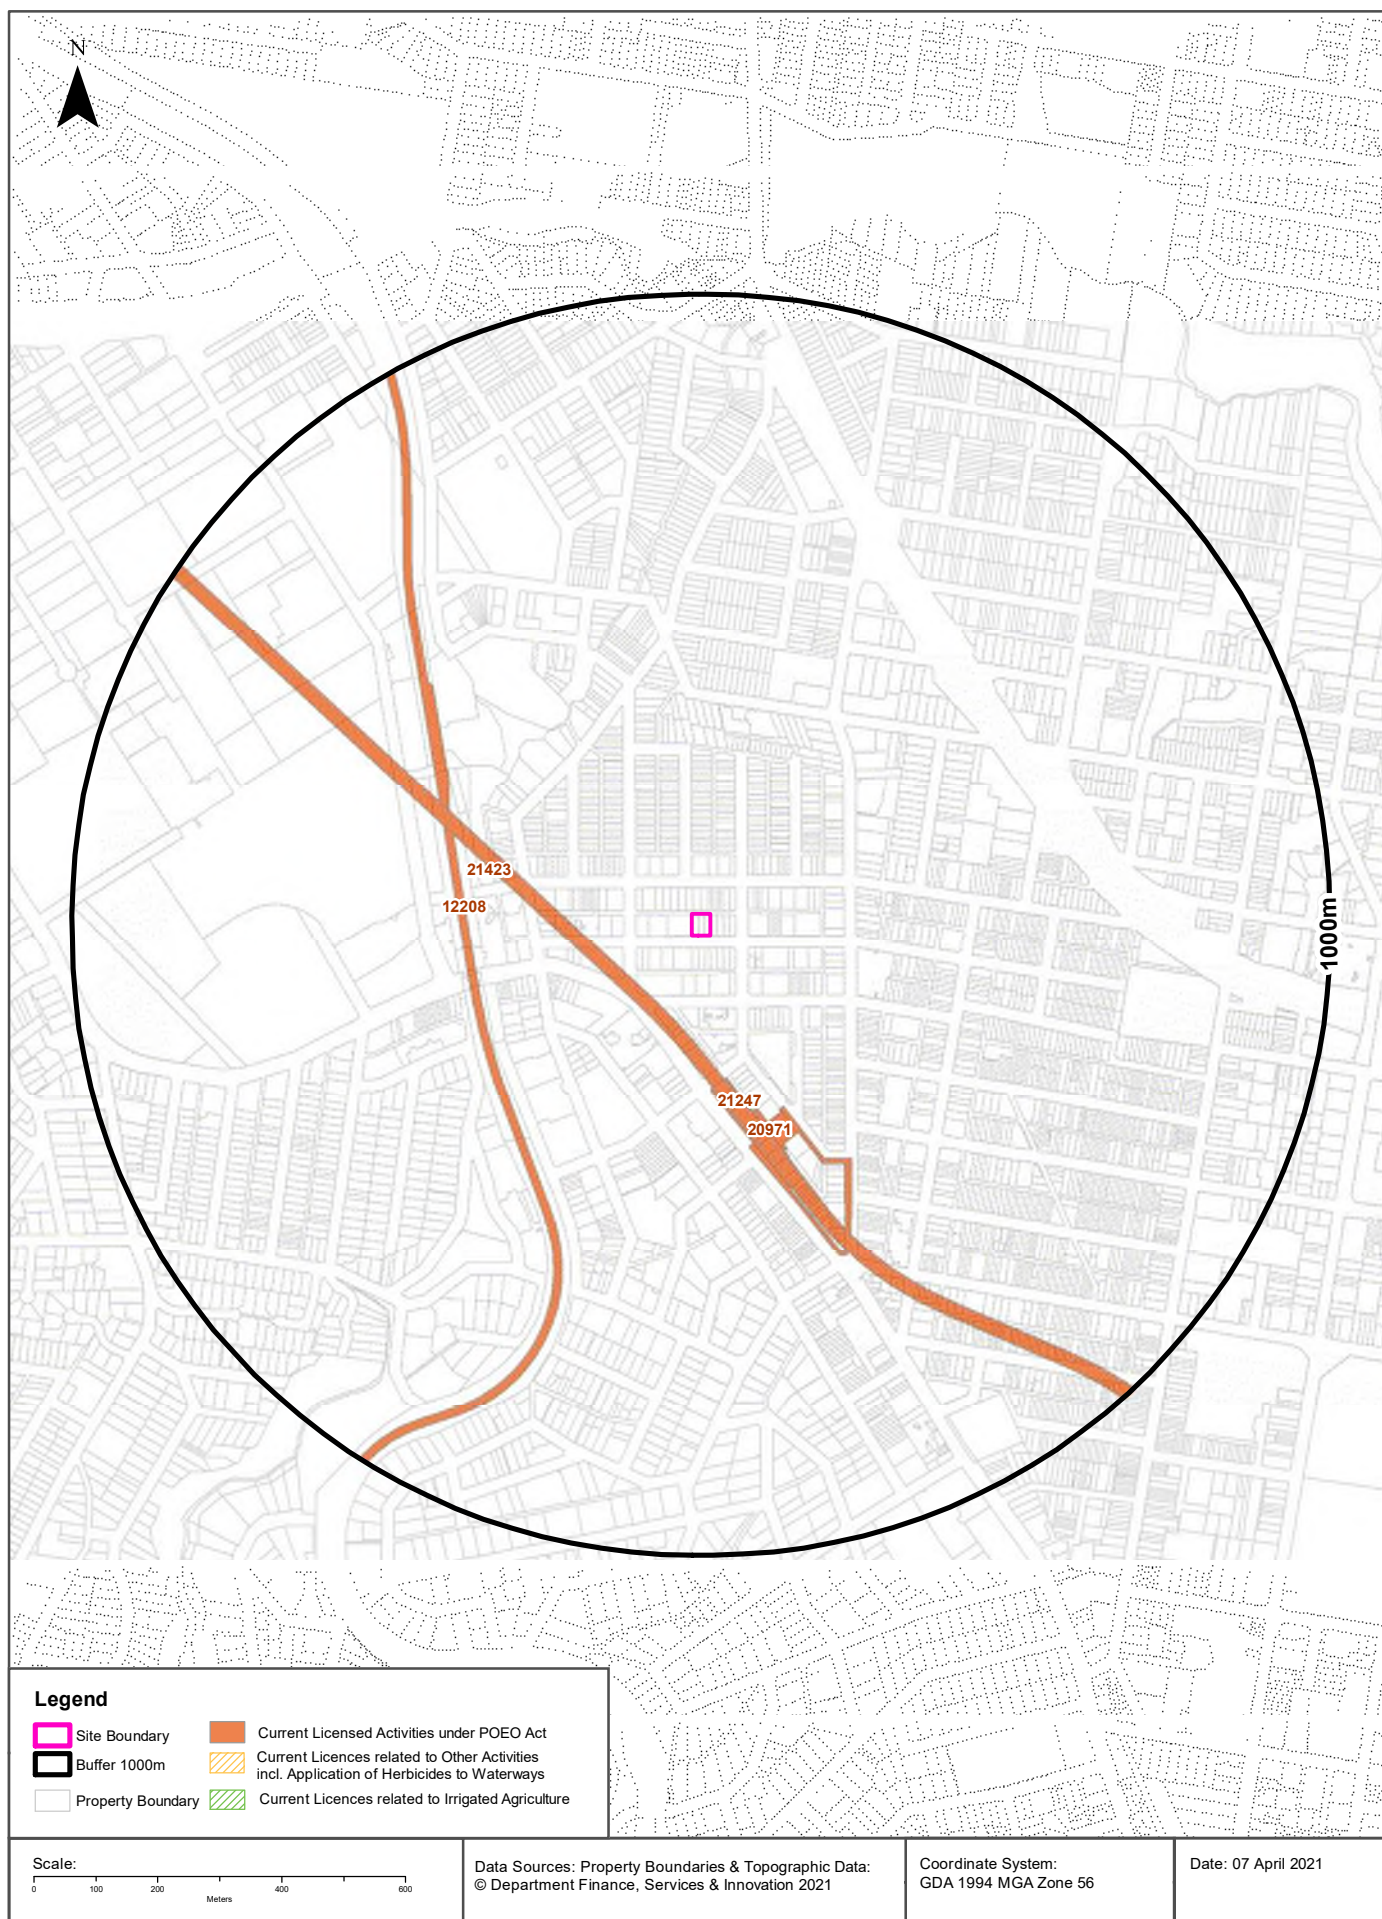 N
21423
12208
1000m
21247
20971
Legend
Site Boundary
Buffer 1000m
Property Boundary
Current Licensed Activities under POEO Act
Current Licences related to Other Activities
incl. Application of Herbicides to Waterways
Current Licences related to Irrigated Agriculture
Scale:
0 100 200 400 600
Meters
Data Sources: Property Boundaries & Topographic Data:
© Department Finance, Services & Innovation 2021
Coordinate System:
GDA 1994 MGA Zone 56
Date: 07 April 2021